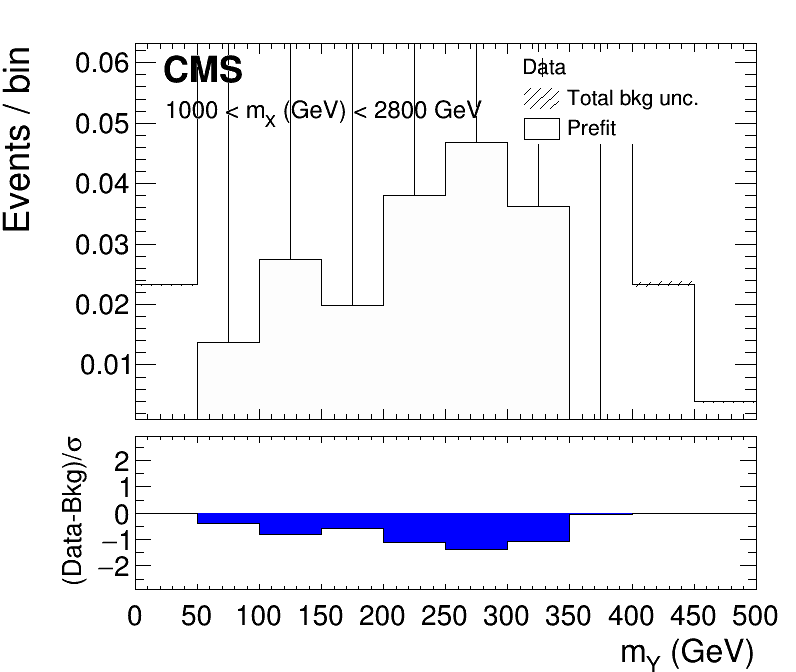 CMS
1000 < mX (GeV) < 2800 GeV
Data
Total bkg unc.
Prefit
Events / bin
0.06
0.05
0.04
0.03
0.02
0.01
(Data-Bkg)/σ
2
1
0
−1
−2
0 50 100 150 200 250 300 350 400 450 500
mY (GeV)